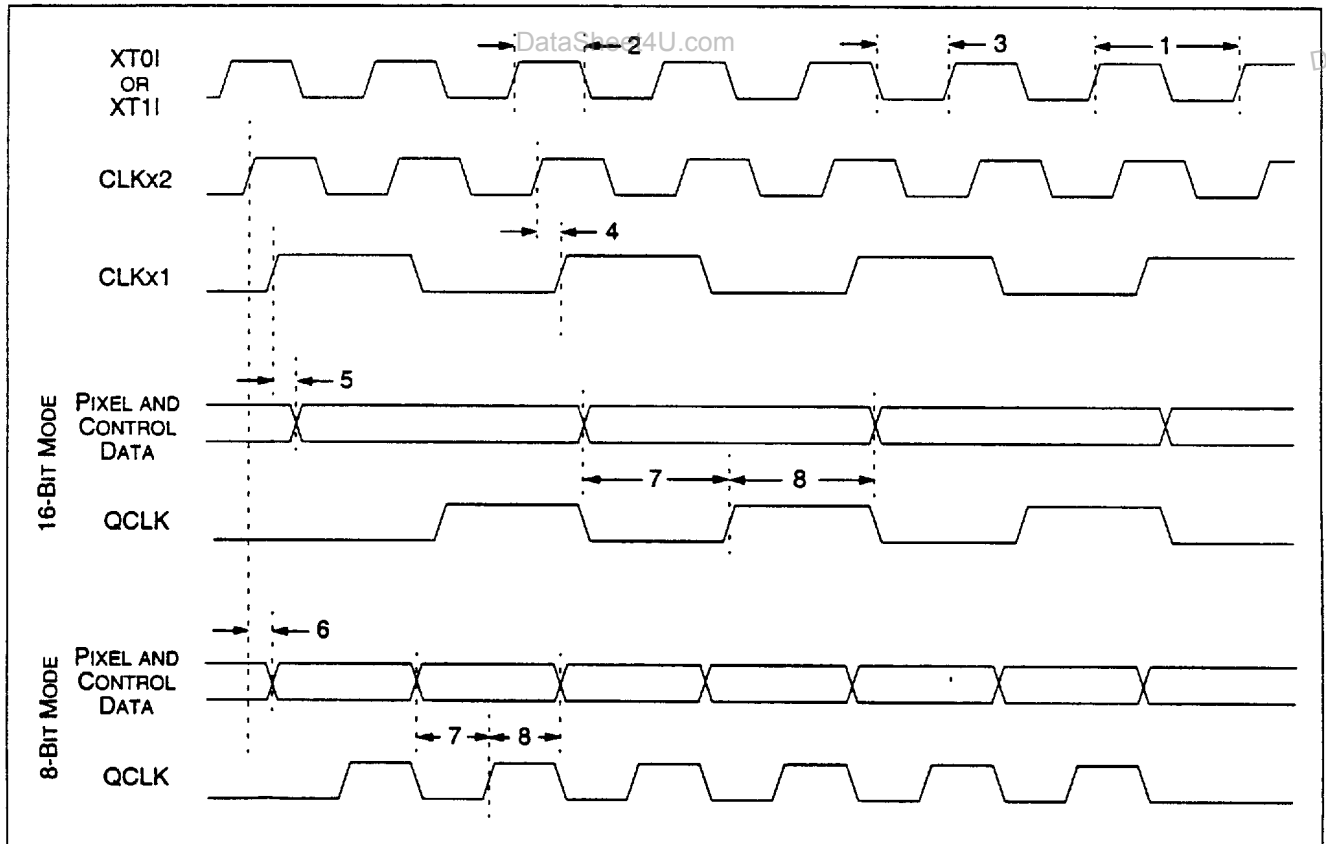 DataSheet4U.com
XT0I
OR
XT1I
2
3
1
CLKx2
4
CLKx1
5
16-BIT MODE
PIXEL AND
CONTROL
DATA
7
8
QCLK
6
8-BIT MODE
PIXEL AND
CONTROL
DATA
7
8
QCLK